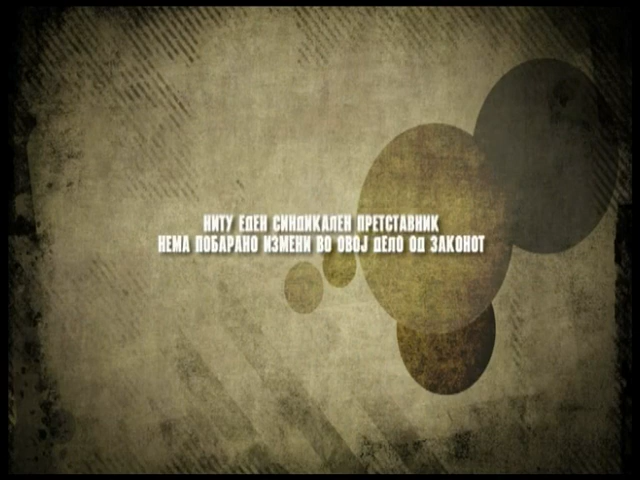 НИТУ ЕДЕН СИНДИКАЛЕН ПРЕТСТАВНИК
НЕМА ПОБАРАНО ИЗМЕНИ ВО ОВОЈ ДЕЛО ОД ЗАКОНОТ